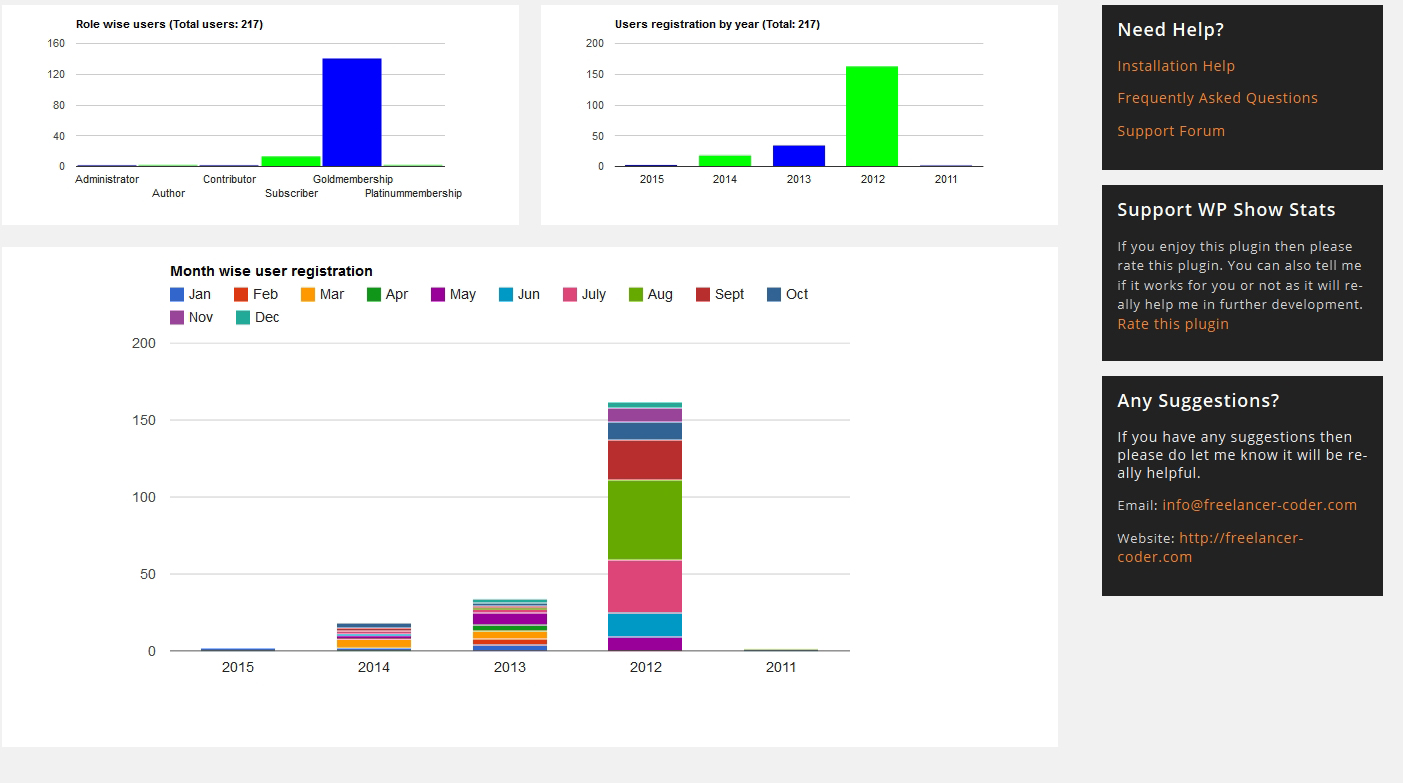 Role wise users (Total users: 217)
160
120
80
40
0
Administrator
Author
Contributor
Subscriber
Goldmembership
Platinummembership
Users registration by year (Total: 217)
200
150
100
50
0
2015
2014
2013
2012
2011
Month wise user registration
Jan Feb Mar Apr May Jun July Aug Sept Oct
Nov Dec
200
150
100
50
0
2015
2014
2013
2012
2011
Need Help?
Installation Help
Frequently Asked Questions
Support Forum
Support WP Show Stats
If you enjoy this plugin then please
rate this plugin. You can also tell me
if it works for you or not as it will re-
ally help me in further development.
Rate this plugin
Any Suggestions?
If you have any suggestions then
please do let me know it will be re-
ally helpful.
Email: info@freelancer-coder.com
Website: http://freelancer-
coder.com